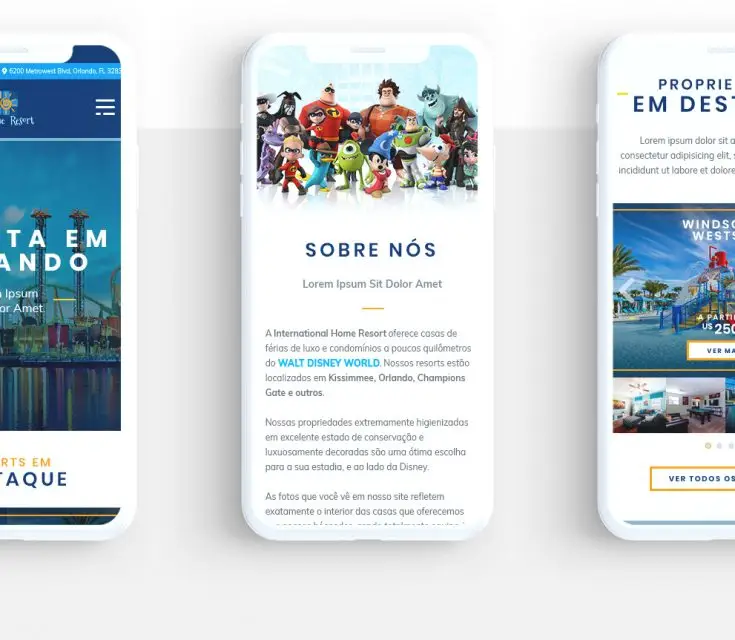 6200 Metrowest Blvd, Orlando, FL, 3283
Resort
TA EM
ANDO
Ipsum
or Amet.
RTS EM
TAQUE
SOBRE NÓS
Lorem Ipsum Sit Dolor Amet
A International Home Resort oferece casas de
férias de luxo e condomínios a poucos quilômetros
do WALT DISNEY WORLD. Nossos resorts estão
localizados em Kissimmee, Orlando, Champions
Gate e outros.
Nossas propriedades extremamente higienizadas
em excelente estado de conservação e
luxuosamente decoradas são uma ótima escolha
para a sua estadia, e ao lado da Disney.
As fotos que você vê em nosso site refletem
exatamente o interior das casas que oferecemos
PROPRIE
EM DEST
Lorem ipsum dolor sit a
consectetur adipisicing elit, s
incididunt ut labore et dolore
WINDSO
WESTS
A PARTI
US 250
VER MA
VER TODOS OS